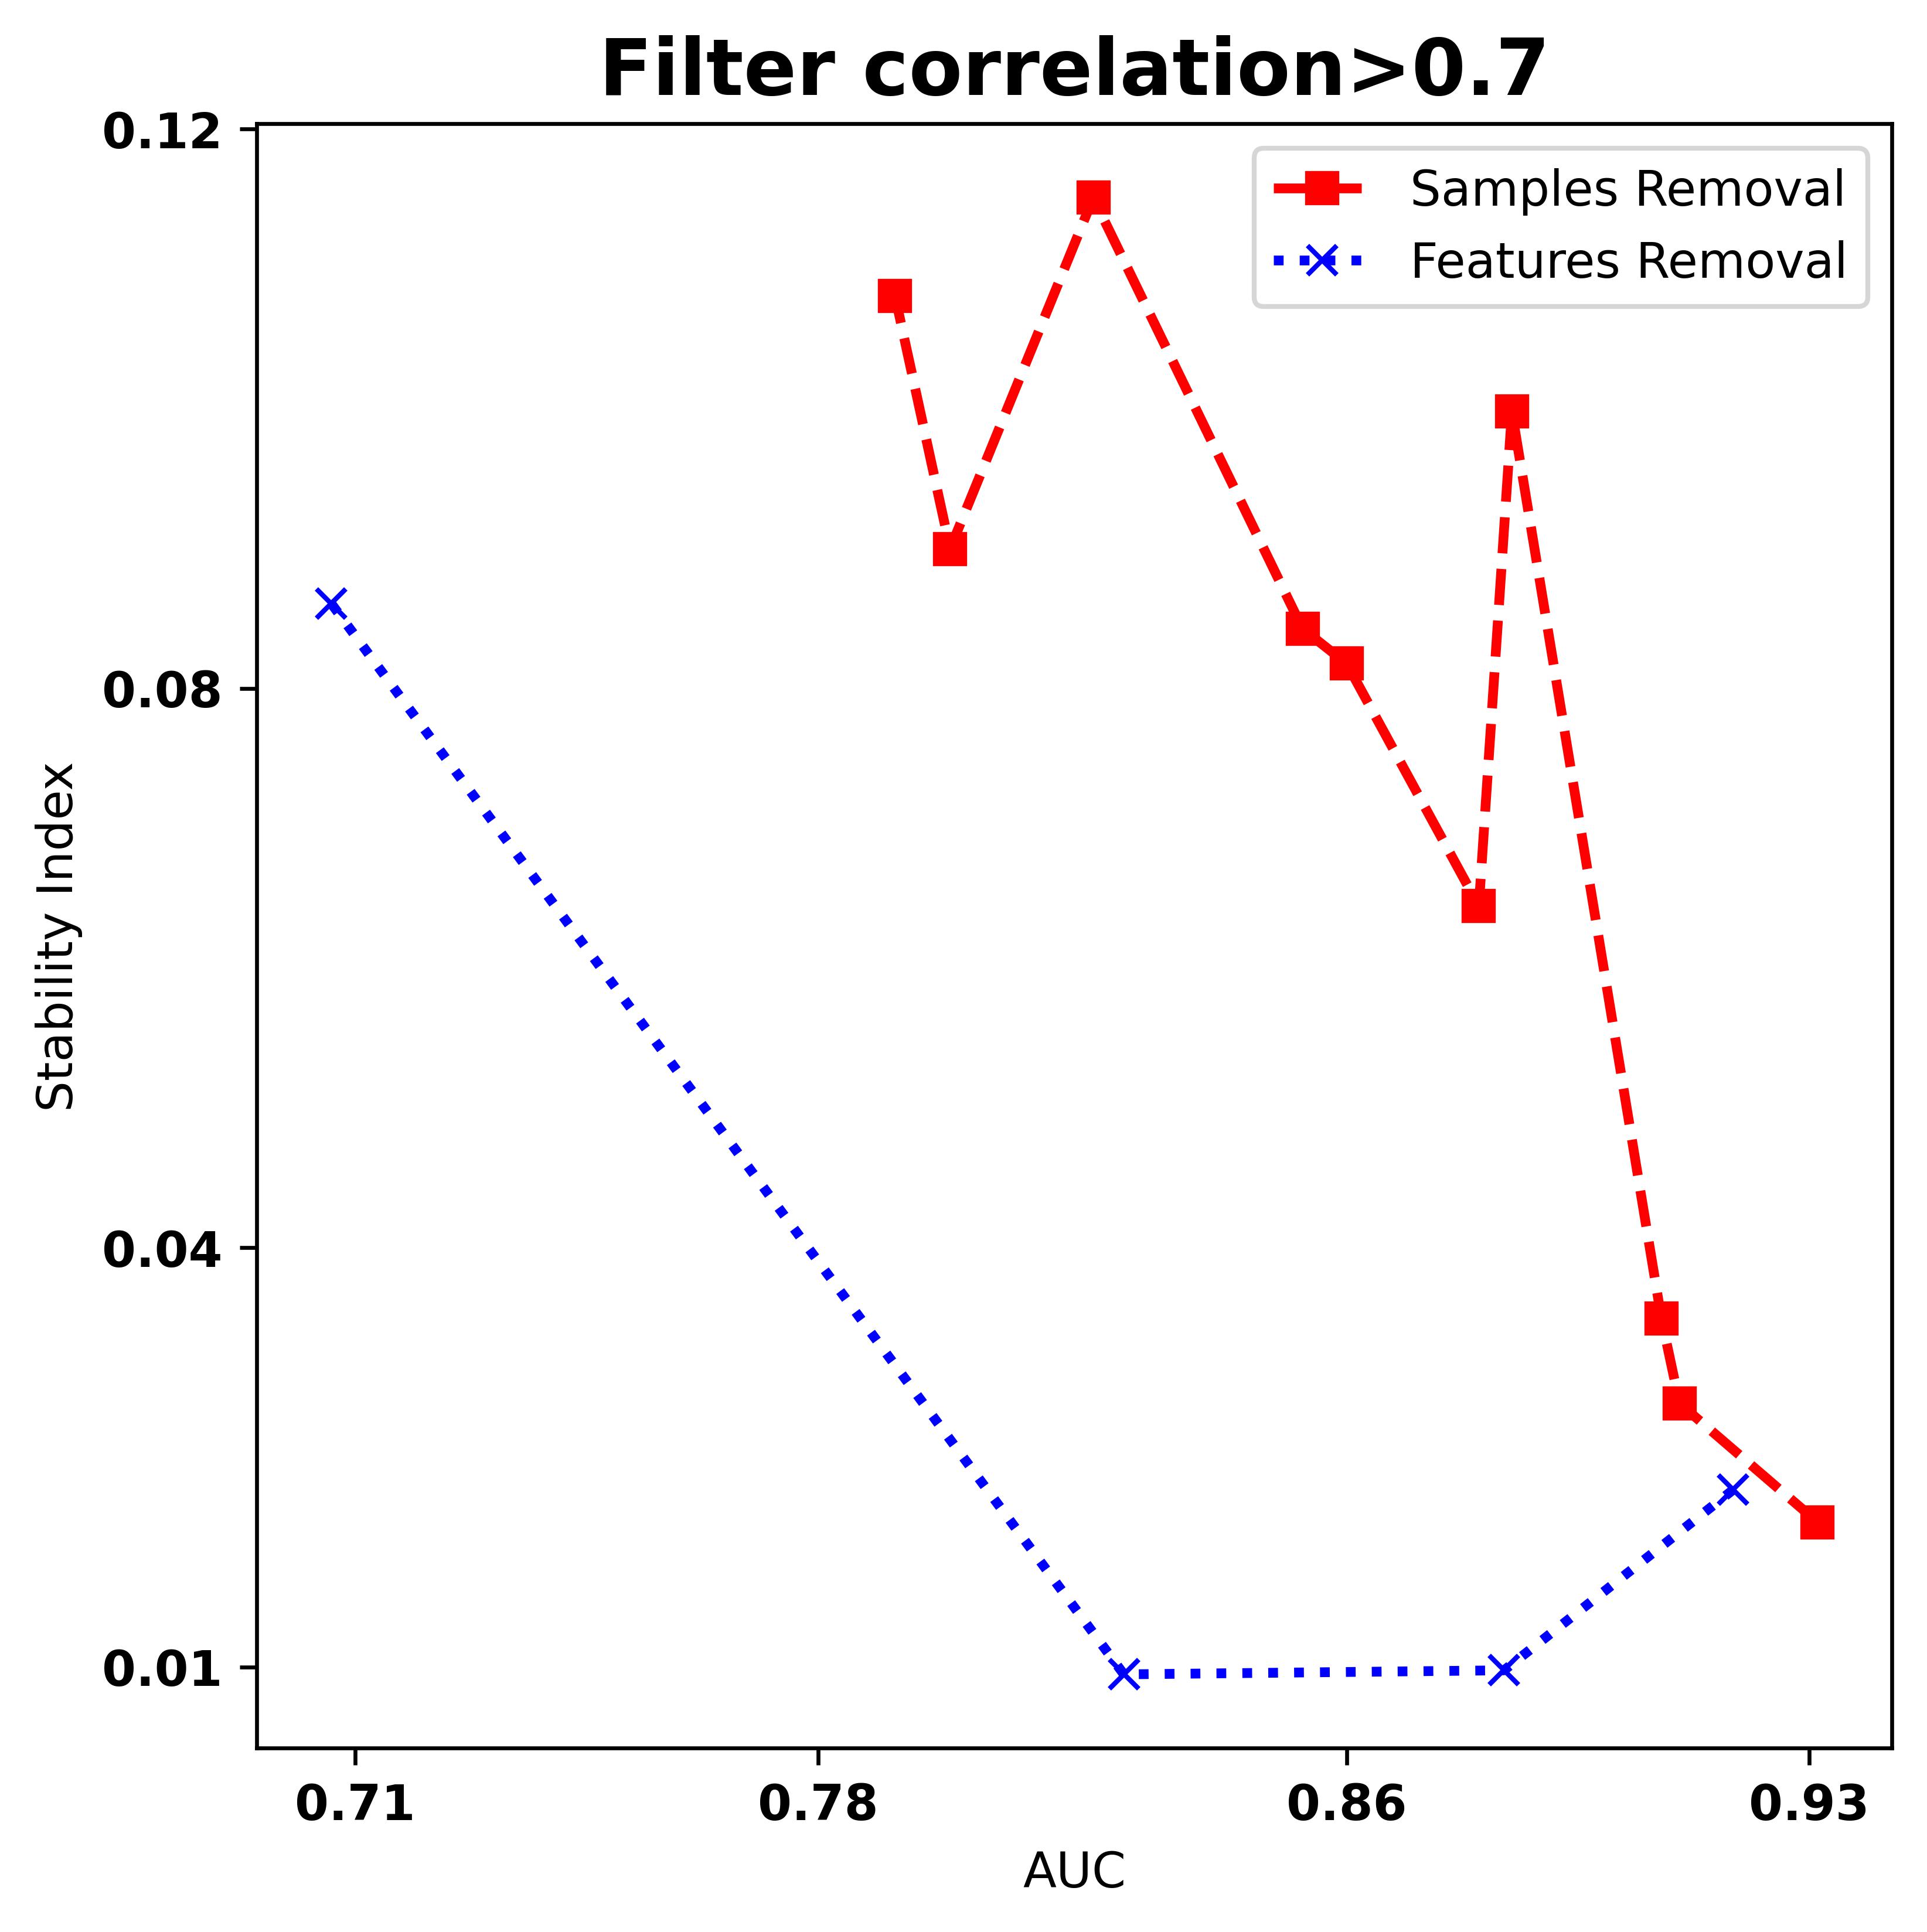 Filter correlation>0.7
0.12
Samples Removal
Features Removal
0.08
Stability Index
0.04
0.01
0.71
0.78
0.86
0.93
AUC